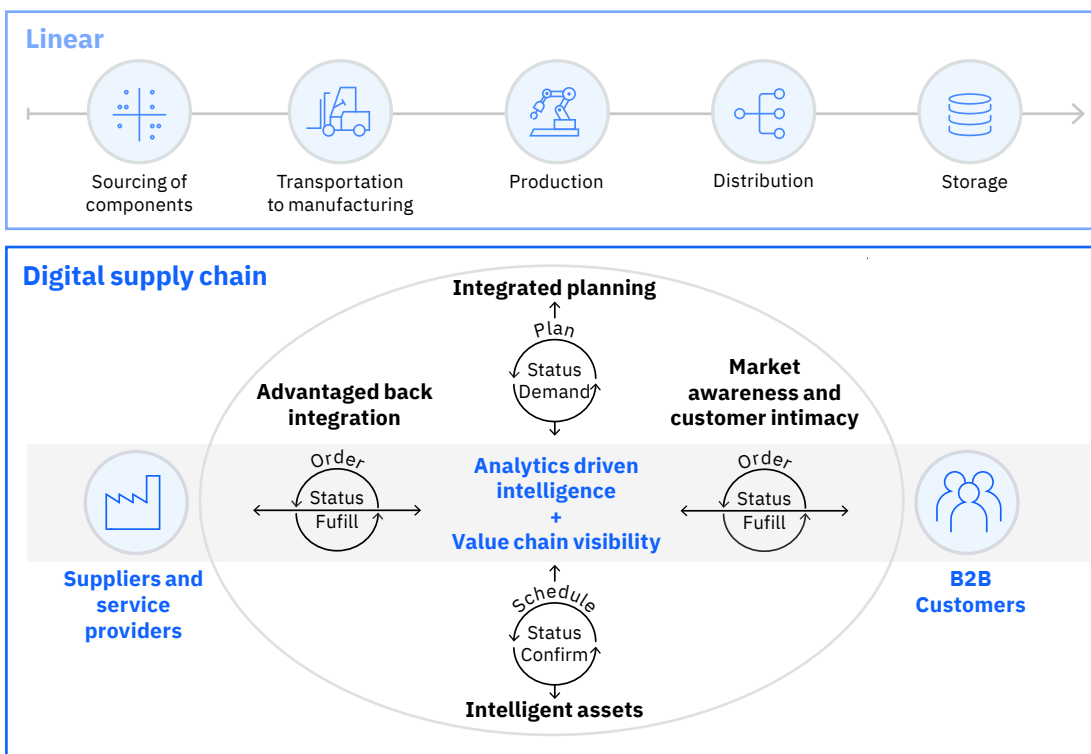 Linear
Sourcing of
components
Transportation
to manufacturing
Production
Distribution
Storage
Digital supply chain
Integrated planning
Plan
Status
Demand
Advantaged back
integration
Market
awareness and
customer intimacy
Order
Status
Fufill
Analytics driven
intelligence
+
Value chain visibility
Order
Status
Fufill
Suppliers and
service
providers
B2B
Customers
Schedule
Status
Confirm
Intelligent assets